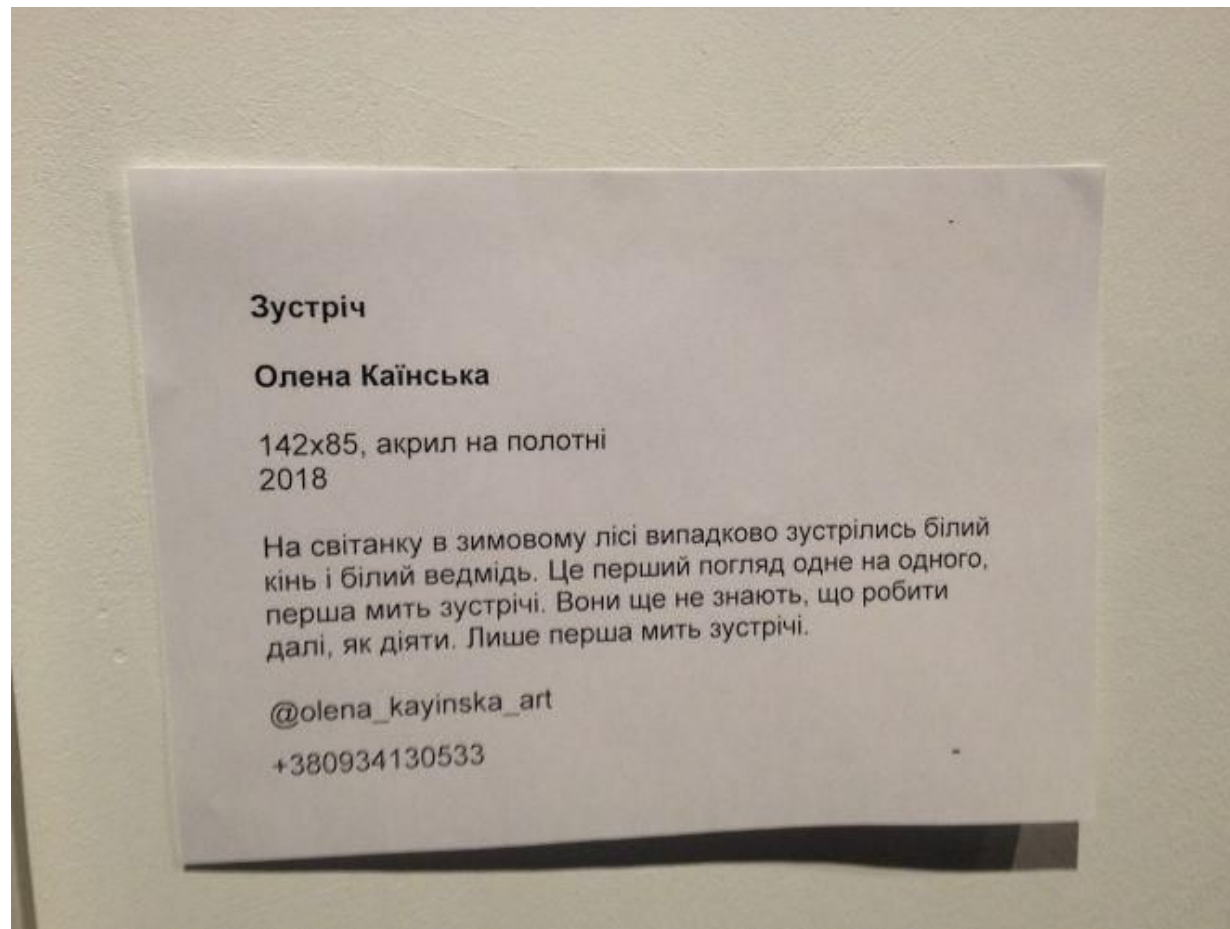 Зустріч
Олена Каїнська
142x85, акрил на полотні
2018
На світанку в зимовому лісі випадково зустрілись білий
кінь і білий ведмідь. Це перший погляд одне на одного,
перша мить зустрічі. Вони ще не знають, що робити
далі, як діяти. Лише перша мить зустрічі.
@olena_kayinska_art
+380934130533